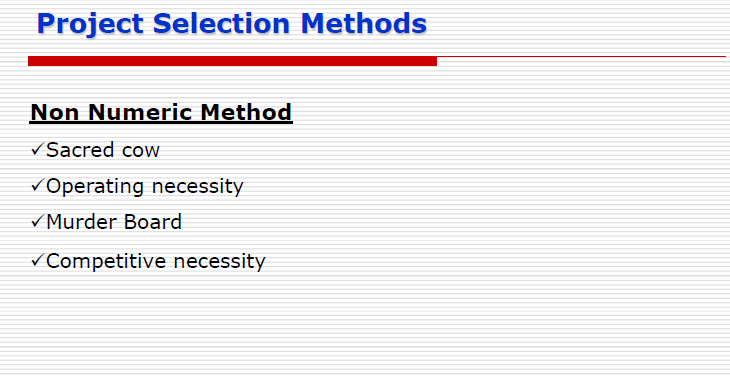 Project Selection Methods
Non Numeric Method
✓Sacred cow
✓Operating necessity
✓Murder Board
✓Competitive necessity